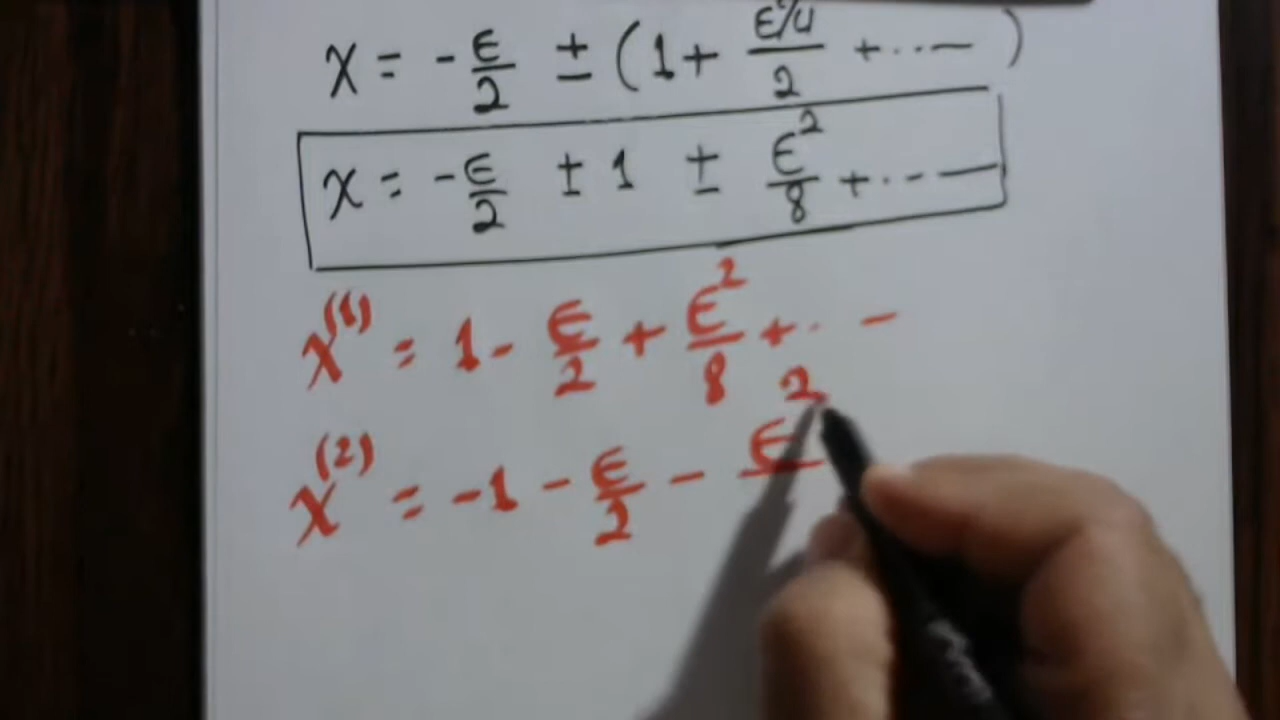 x = - ϵ/2 ± (1 + (ϵ²/4)/2 + ..... )
x = - ϵ/2 ± 1 ± ϵ²/8 + .....
x⁽¹⁾ = 1 - ϵ/2 + ϵ²/8 + .. -
x⁽²⁾ = -1 - ϵ/2 - ϵ²/